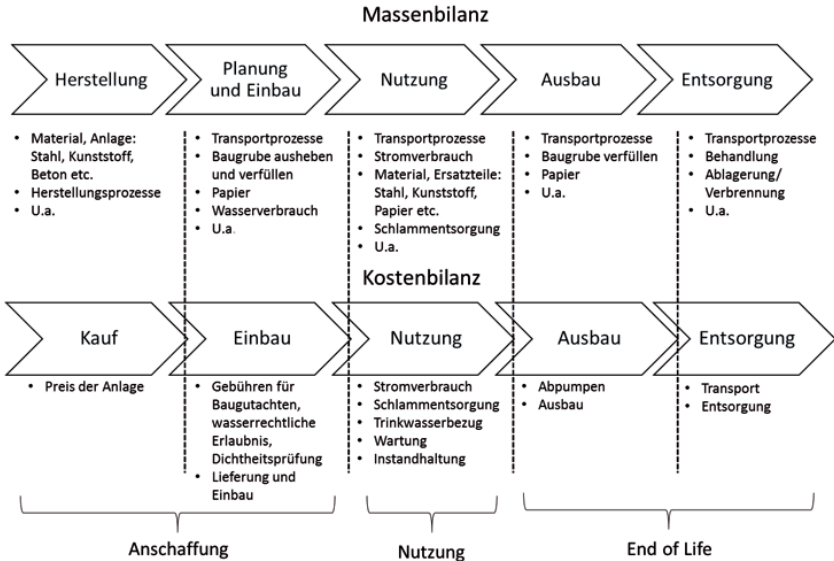 Massenbilanz
Herstellung
Planung
und Einbau
Nutzung
Ausbau
Entsorgung
• Material, Anlage:
Stahl, Kunststoff,
Beton etc.
• Herstellungsprozesse
• U.a.
• Transportprozesse
• Baugrube ausheben
und verfüllen
• Papier
• Wasserverbrauch
• U.a.
• Transportprozesse
• Stromverbrauch
• Material, Ersatzteile:
Stahl, Kunststoff,
Papier etc.
• Schlammentsorgung
• U.a.
• Transportprozesse
• Baugrube verfüllen
• Papier
• U.a.
• Transportprozesse
• Behandlung
• Ablagerung/
Verbrennung
• U.a.
Kostenbilanz
Kauf
Einbau
Nutzung
Ausbau
Entsorgung
• Preis der Anlage
• Gebühren für
Baugutachten,
wasserrechtliche
Erlaubnis,
Dichtheitsprüfung
• Lieferung und
Einbau
• Stromverbrauch
• Schlammentsorgung
• Trinkwasserbezug
• Wartung
• Instandhaltung
• Abpumpen
• Ausbau
• Transport
• Entsorgung
Anschaffung
Nutzung
End of Life